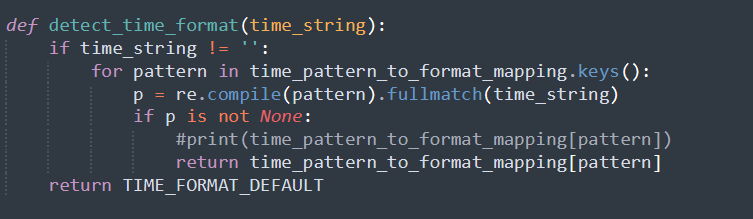 def detect_time_format(time_string):
    if time_string != '':
        for pattern in time_pattern_to_format_mapping.keys():
            p = re.compile(pattern).fullmatch(time_string)
            if p is not None:
                #print(time_pattern_to_format_mapping[pattern])
                return time_pattern_to_format_mapping[pattern]
    return TIME_FORMAT_DEFAULT